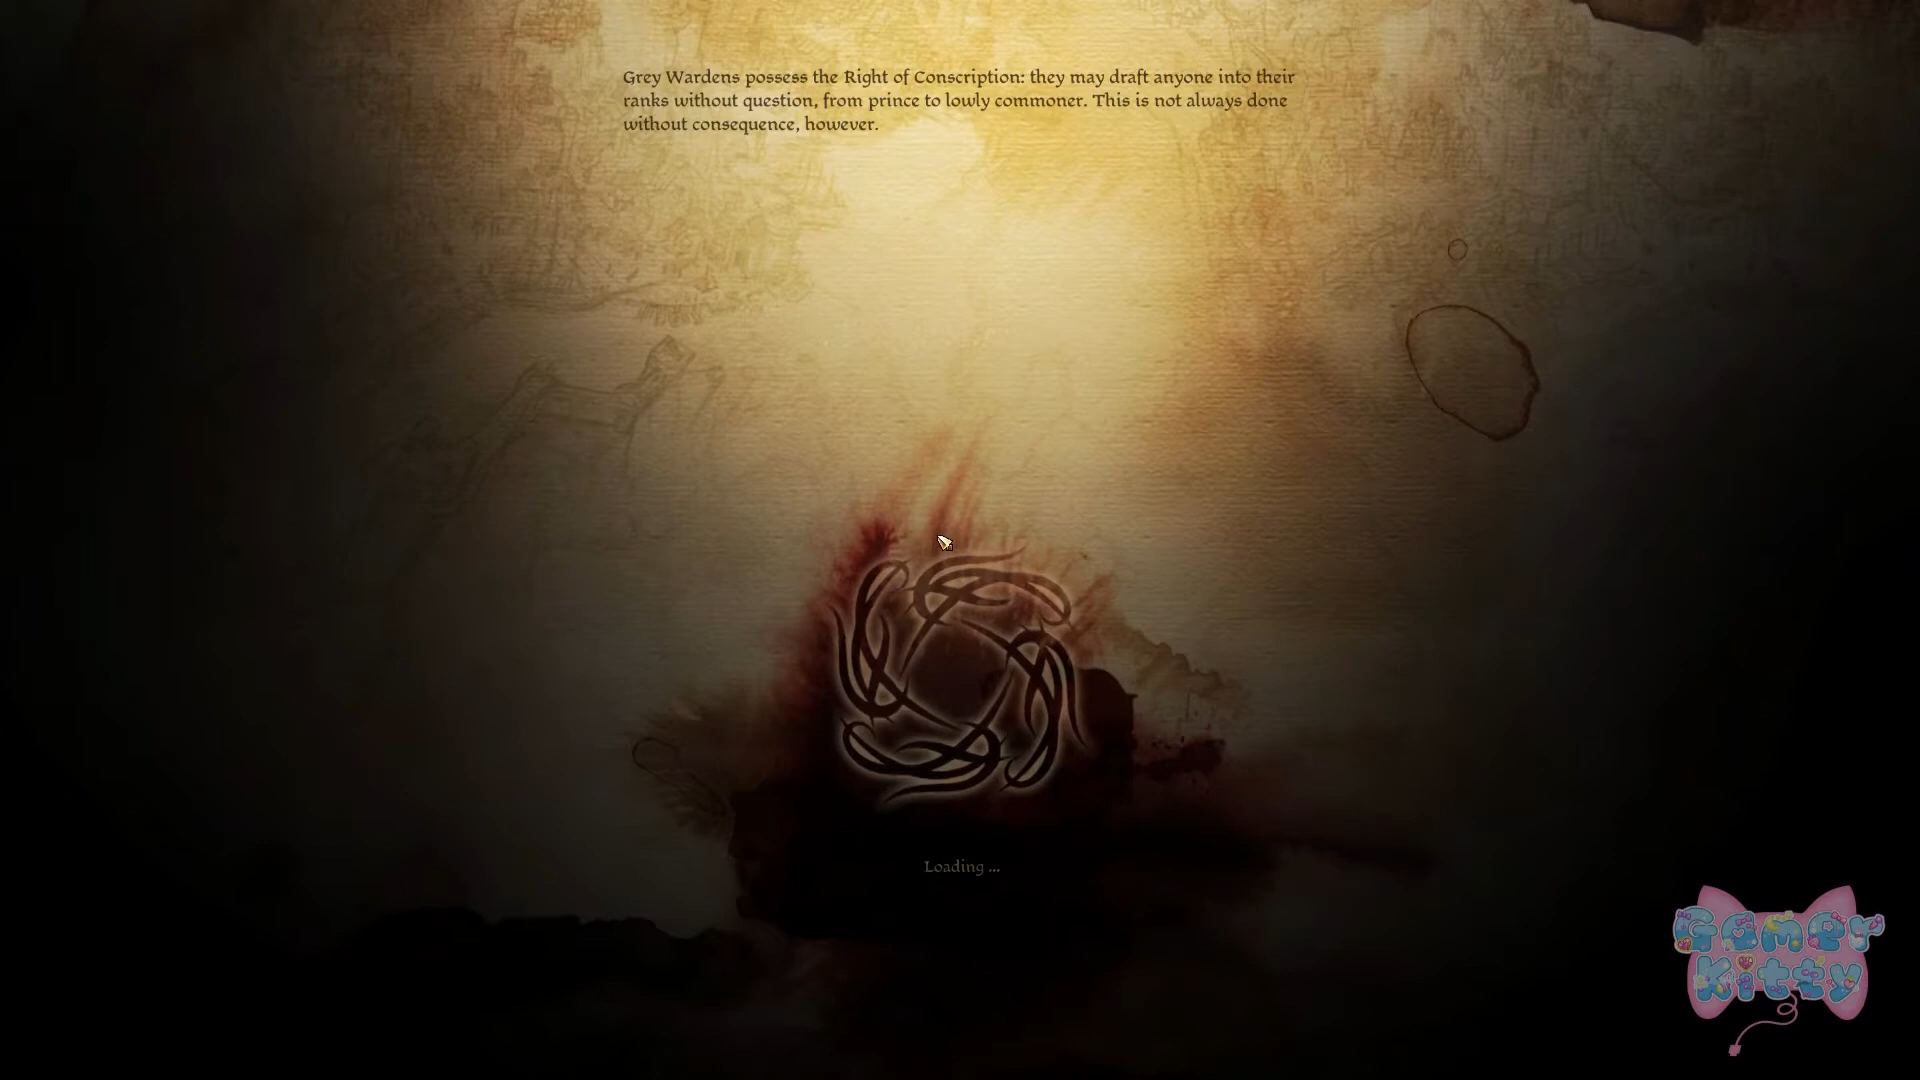 Grey Wardens possess the Right of Conscription: they may draft anyone into their
ranks without question, from prince to lowly commoner. This is not always done
without consequence, however.
Loading ...
Gamer
Kitty